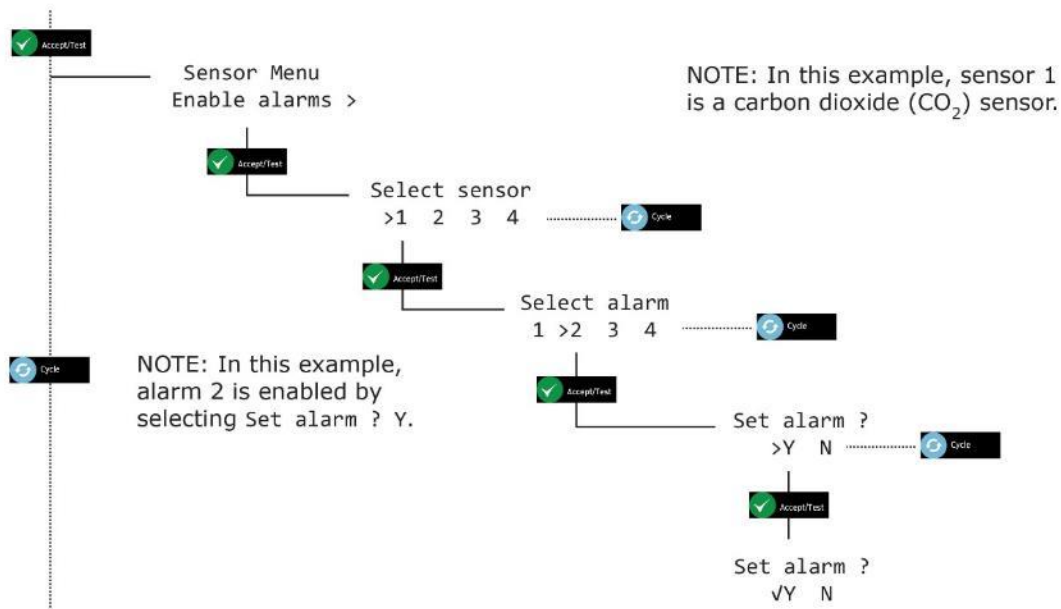 Accept/Test
Sensor Menu
Enable alarms >
NOTE: In this example, sensor 1
is a carbon dioxide (CO₂) sensor.
Accept/Test
Select sensor
>1 2 3 4
Cycle
Accept/Test
Select alarm
1 >2 3 4
Cycle
Cycle
NOTE: In this example,
alarm 2 is enabled by
selecting Set alarm ? Y.
Accept/Test
Set alarm ?
>Y N
Cycle
Accept/Test
Set alarm ?
√Y N